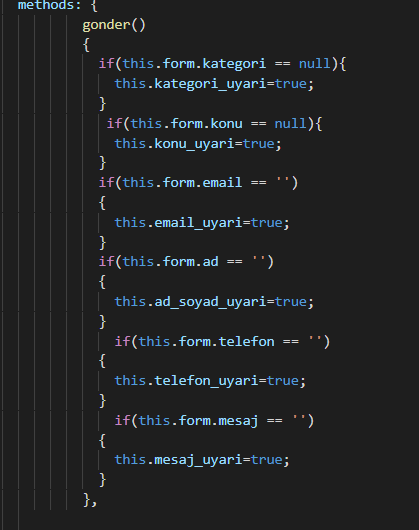 methods: {
gonder()
{
if(this.form.kategori == null){
this.kategori_uyari=true;
}
if(this.form.konu == null){
this.konu_uyari=true;
}
if(this.form.email == '')
{
this.email_uyari=true;
}
if(this.form.ad == '')
{
this.ad_soyad_uyari=true;
}
if(this.form.telefon == '')
{
this.telefon_uyari=true;
}
if(this.form.mesaj == '')
{
this.mesaj_uyari=true;
}
},